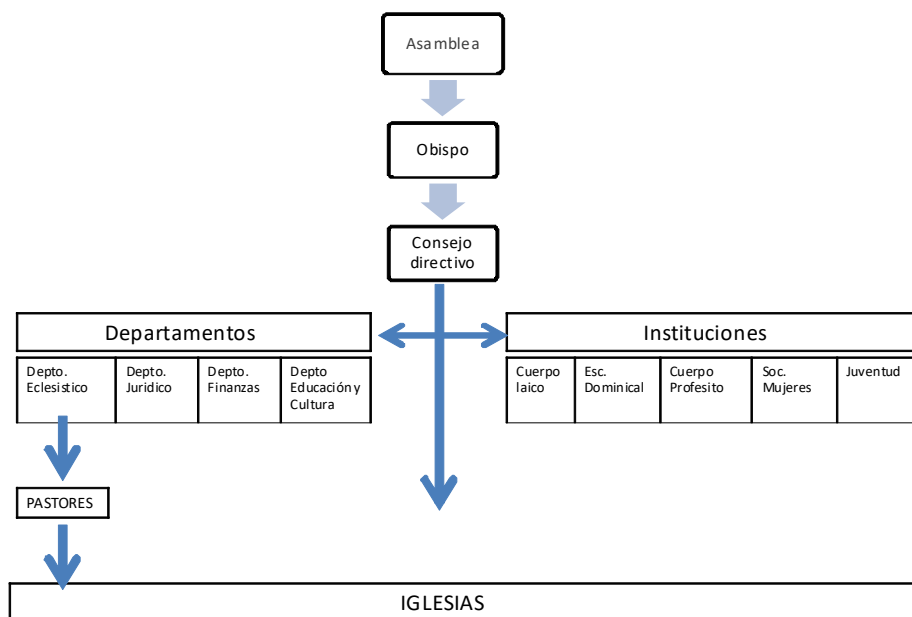 Asamblea
Obispo
Consejo
directivo
Departamentos
Instituciones
Depto.
Eclesistico
Depto.
Juridico
Depto.
Finanzas
Depto
Educación y
Cultura
Cuerpo
laico
Esc.
Dominical
Cuerpo
Profesito
Soc.
Mujeres
Juventud
PASTORES
IGLESIAS